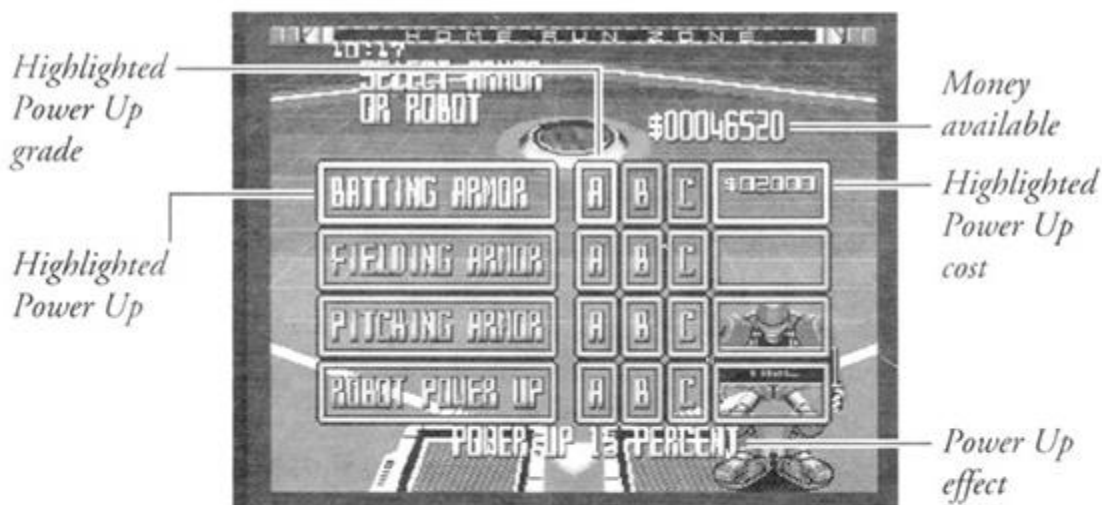 Highlighted
Power Up
grade
Highlighted
Power Up
HOME RUN ZONE
10:17
SELECT ARMOR
OR ROBOT
$00046520
BATTING ARMOR A B C $02000
FIELDING ARMOR A B C
PITCHING ARMOR A B C
ROBOT POWER UP A B C
POWER UP 15 PERCENT
Money
available
Highlighted
Power Up
cost
Power Up
effect